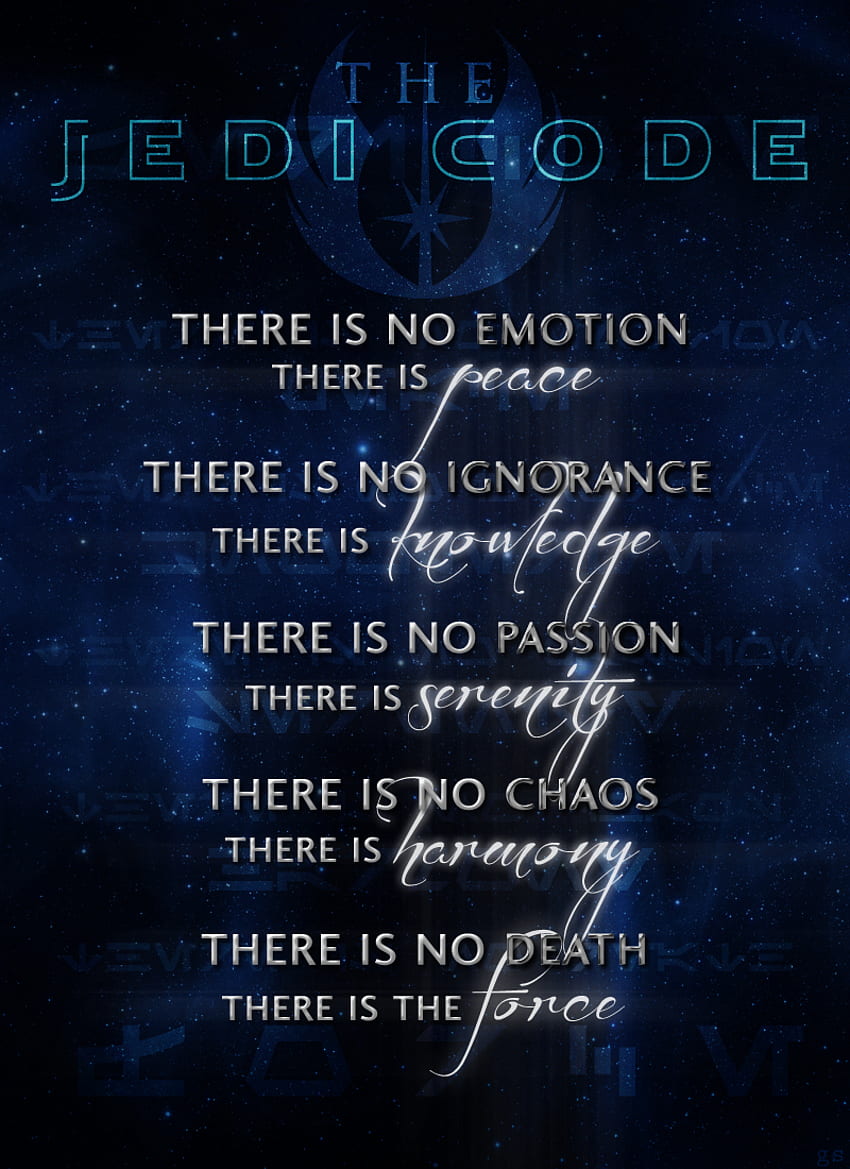 THE
JEDI CODE
THERE IS NO EMOTION
THERE IS peace
THERE IS NO IGNORANCE
THERE IS knowledge
THERE IS NO PASSION
THERE IS serenity
THERE IS NO CHAOS
THERE IS harmony
THERE IS NO DEATH
THERE IS THE force
gs